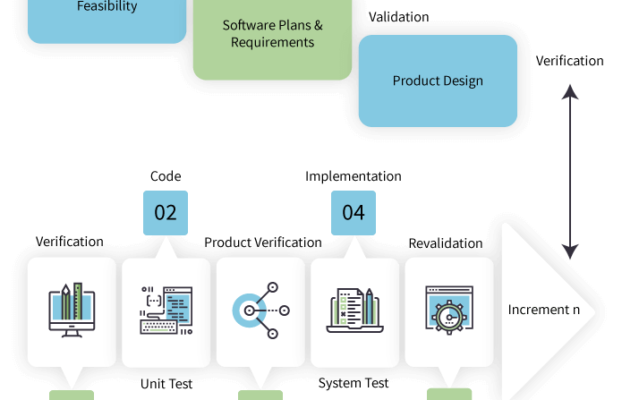 Feasibility
Software Plans &
Requirements
Validation
Product Design
Verification
Code
Implementation
02
04
Verification
Product Verification
Revalidation
Increment n
Unit Test
System Test